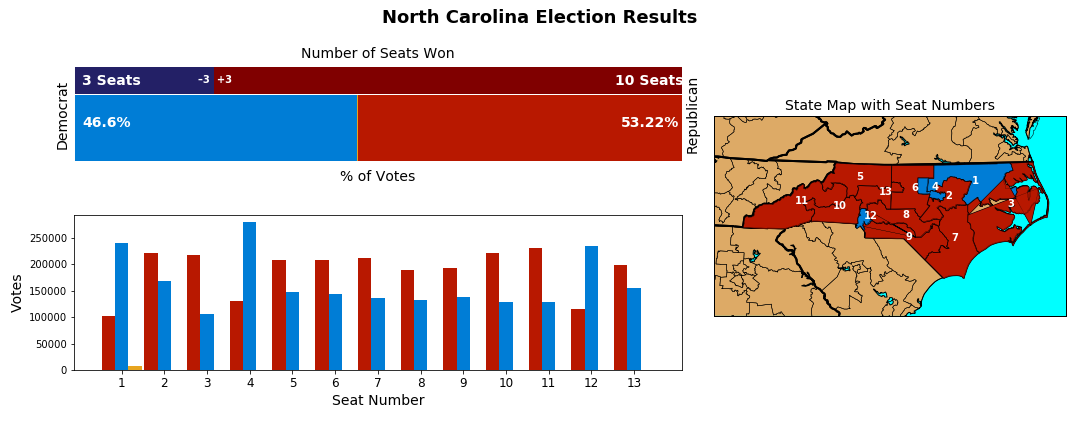 North Carolina Election Results
Number of Seats Won
Democrat
3 Seats
-3
+3
10 Seats
46.6%
53.22%
Republican
% of Votes
Votes
250000
200000
150000
100000
50000
0
1 2 3 4 5 6 7 8 9 10 11 12 13
Seat Number
State Map with Seat Numbers
5
1
13
6
4
2
11
10
3
12
8
9
7